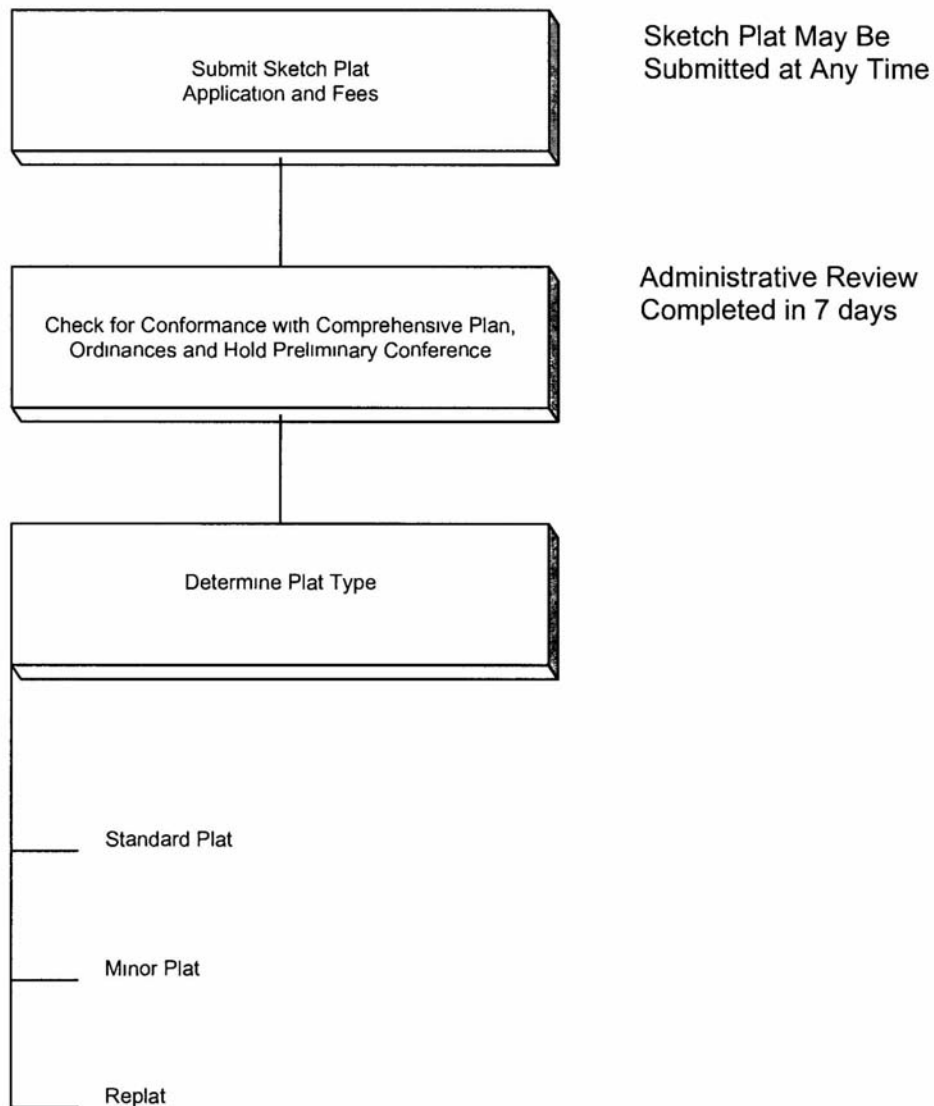 Submit Sketch Plat
Application and Fees
Sketch Plat May Be
Submitted at Any Time
Check for Conformance with Comprehensive Plan,
Ordinances and Hold Preliminary Conference
Administrative Review
Completed in 7 days
Determine Plat Type
Standard Plat
Minor Plat
Replat